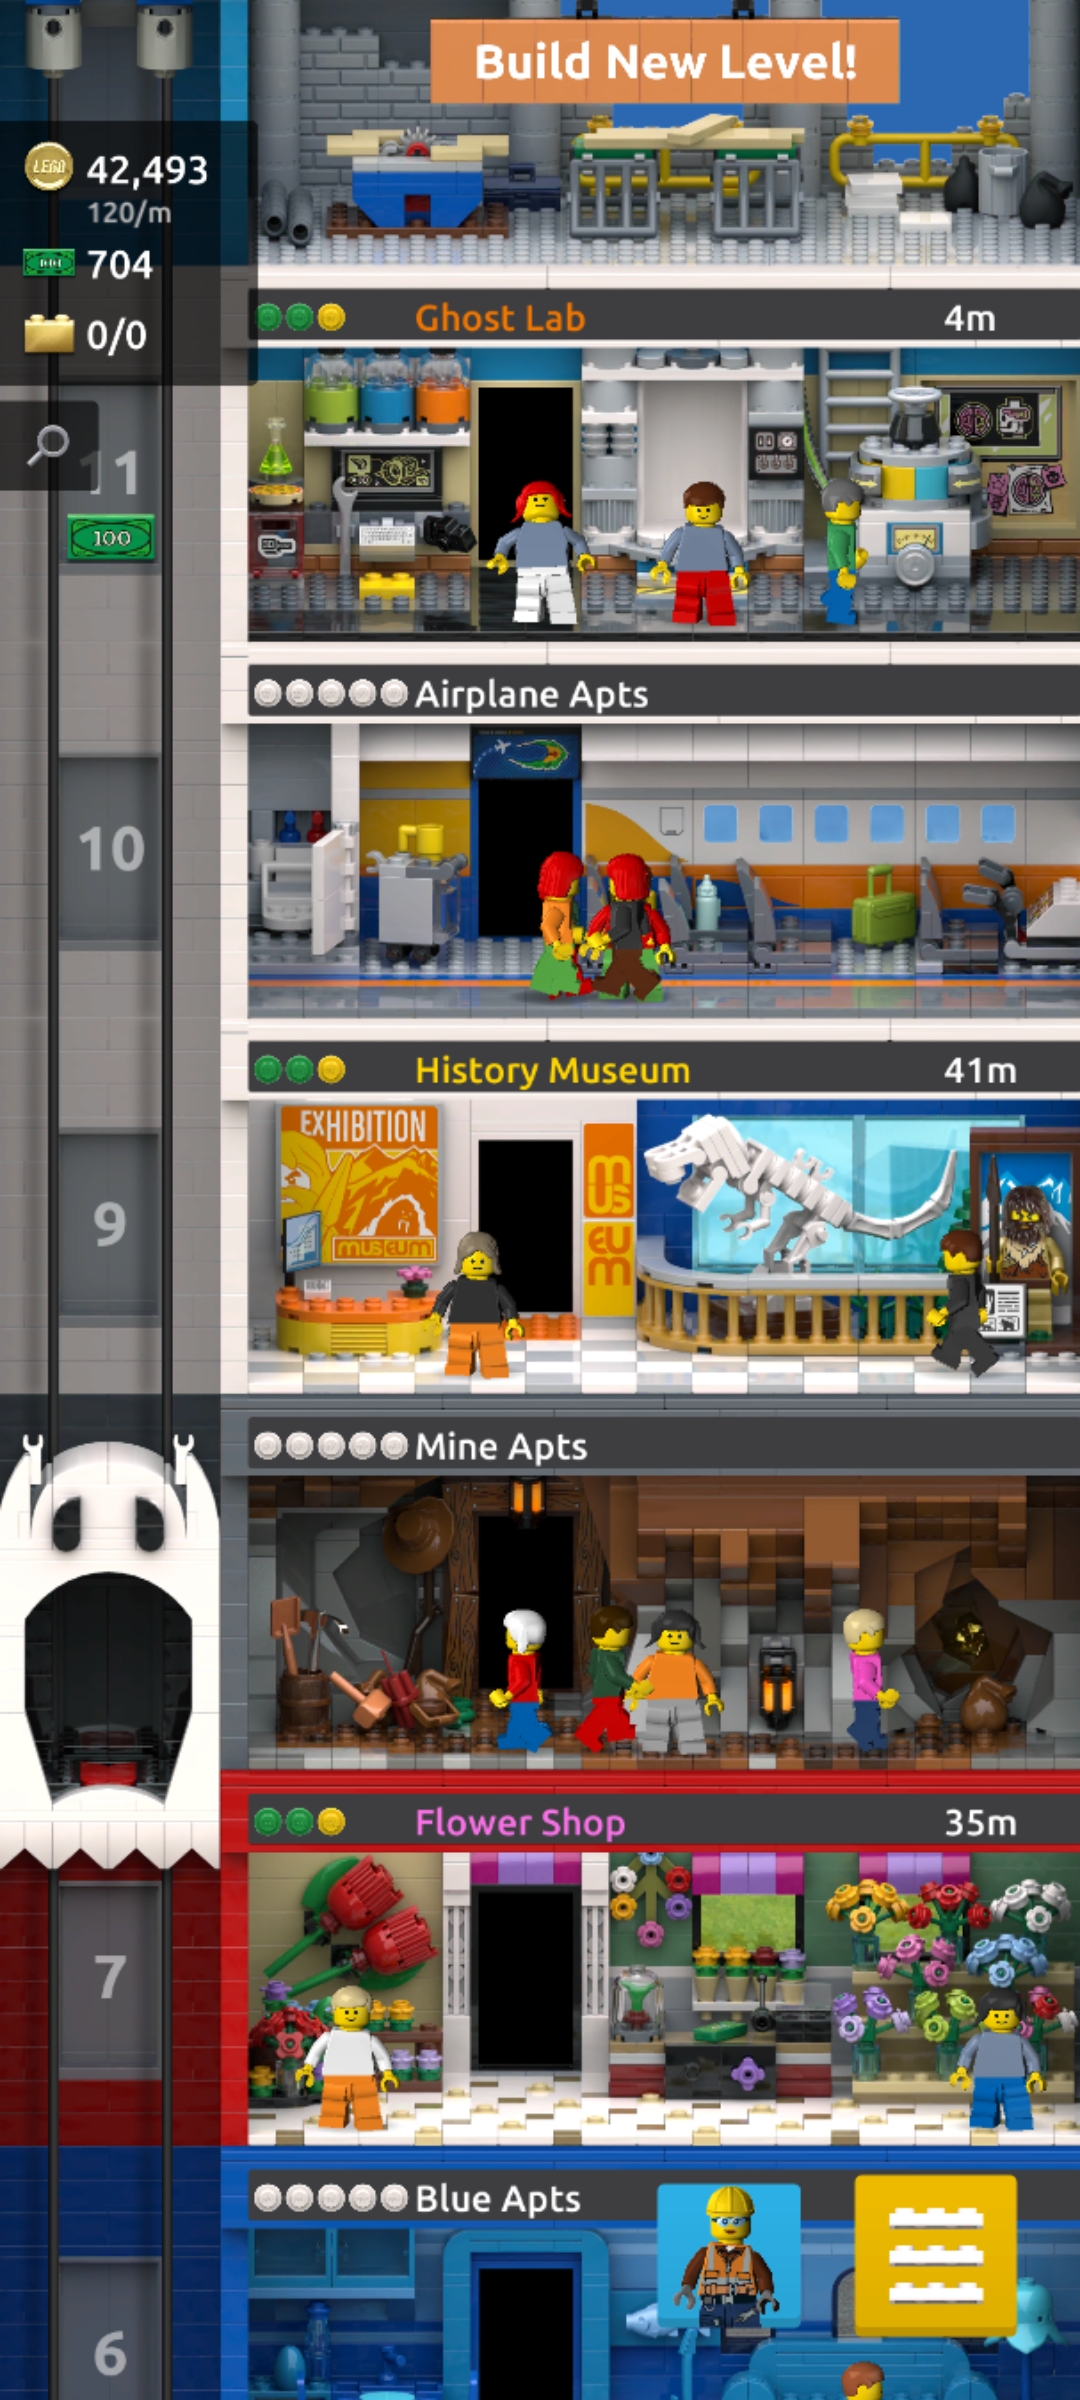 Build New Level!
LEGO
42,493
120/m
704
0/0
Ghost Lab
4m
11
100
Airplane Apts
10
History Museum
41m
EXHIBITION
MUSEUM
MUSEUM
9
Mine Apts
Flower Shop
35m
7
Blue Apts
6